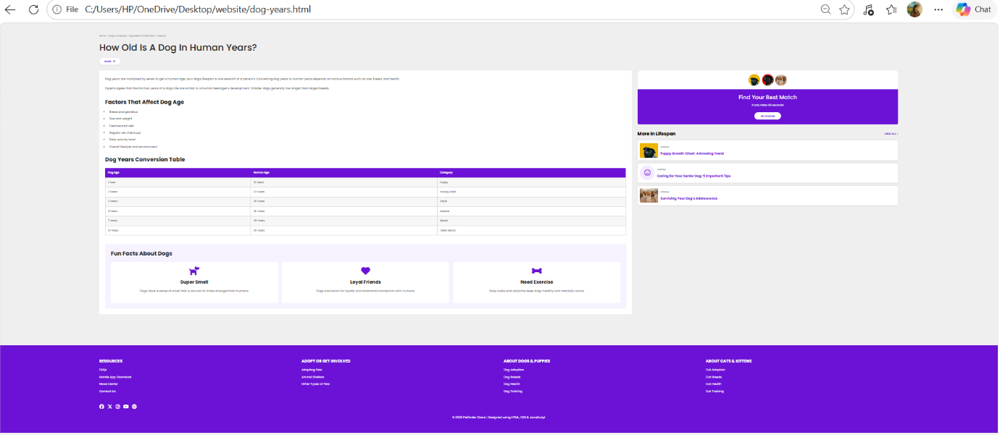 File C:/Users/HP/OneDrive/Desktop/website/dog-years.html
Chat
Home / Dogs & Puppies / Dog Health & Wellness / Lifespan
How Old Is A Dog In Human Years?
SHARE
Dog years are multiplied by seven to get a human age, as a dog's lifespan is one seventh of a person's. Converting dog years to human years depends on various factors such as size, breed, and health.
Experts agree that the first two years of a dog's life are similar to a human teenager's development. Smaller dogs generally live longer than larger breeds.
Factors That Affect Dog Age
Breed and genetics
Size and weight
Exercise and diet
Regular vet checkups
Daily activity level
Overall lifestyle and environment
Dog Years Conversion Table
Dog Age Human Age Category
1 Year 15 Years Puppy
2 Years 24 Years Young Adult
3 Years 28 Years Adult
5 Years Mature
7 Years Senior
10 Years Older Senior
Fun Facts About Dogs
Super Smell
Dogs have a sense of smell that is around 40 times stronger than humans.
Loyal Friends
Dogs are known for loyalty and emotional connection with humans.
Need Exercise
Daily walks and playtime keep dogs healthy and mentally active.
Find Your Best Match
It only takes 60 seconds!
GET STARTED
More in Lifespan
VIEW ALL >
LIFESPAN
Puppy Growth Chart: A Growing Trend
LIFESPAN
Caring for Your Senior Dog: 5 Important Tips
LIFESPAN
Surviving Your Dog's Adolescence
RESOURCES
FAQs
Mobile App Download
News Center
Contact Us
ADOPT OR GET INVOLVED
Adopting Pets
Animal Shelters
Other Types of Pets
ABOUT DOGS & PUPPIES
Dog Adoption
Dog Breeds
Dog Health
Dog Training
ABOUT CATS & KITTENS
Cat Adoption
Cat Breeds
Cat Health
Cat Training
© 2025 Petfinder Clone | Designed using HTML, CSS & JavaScript